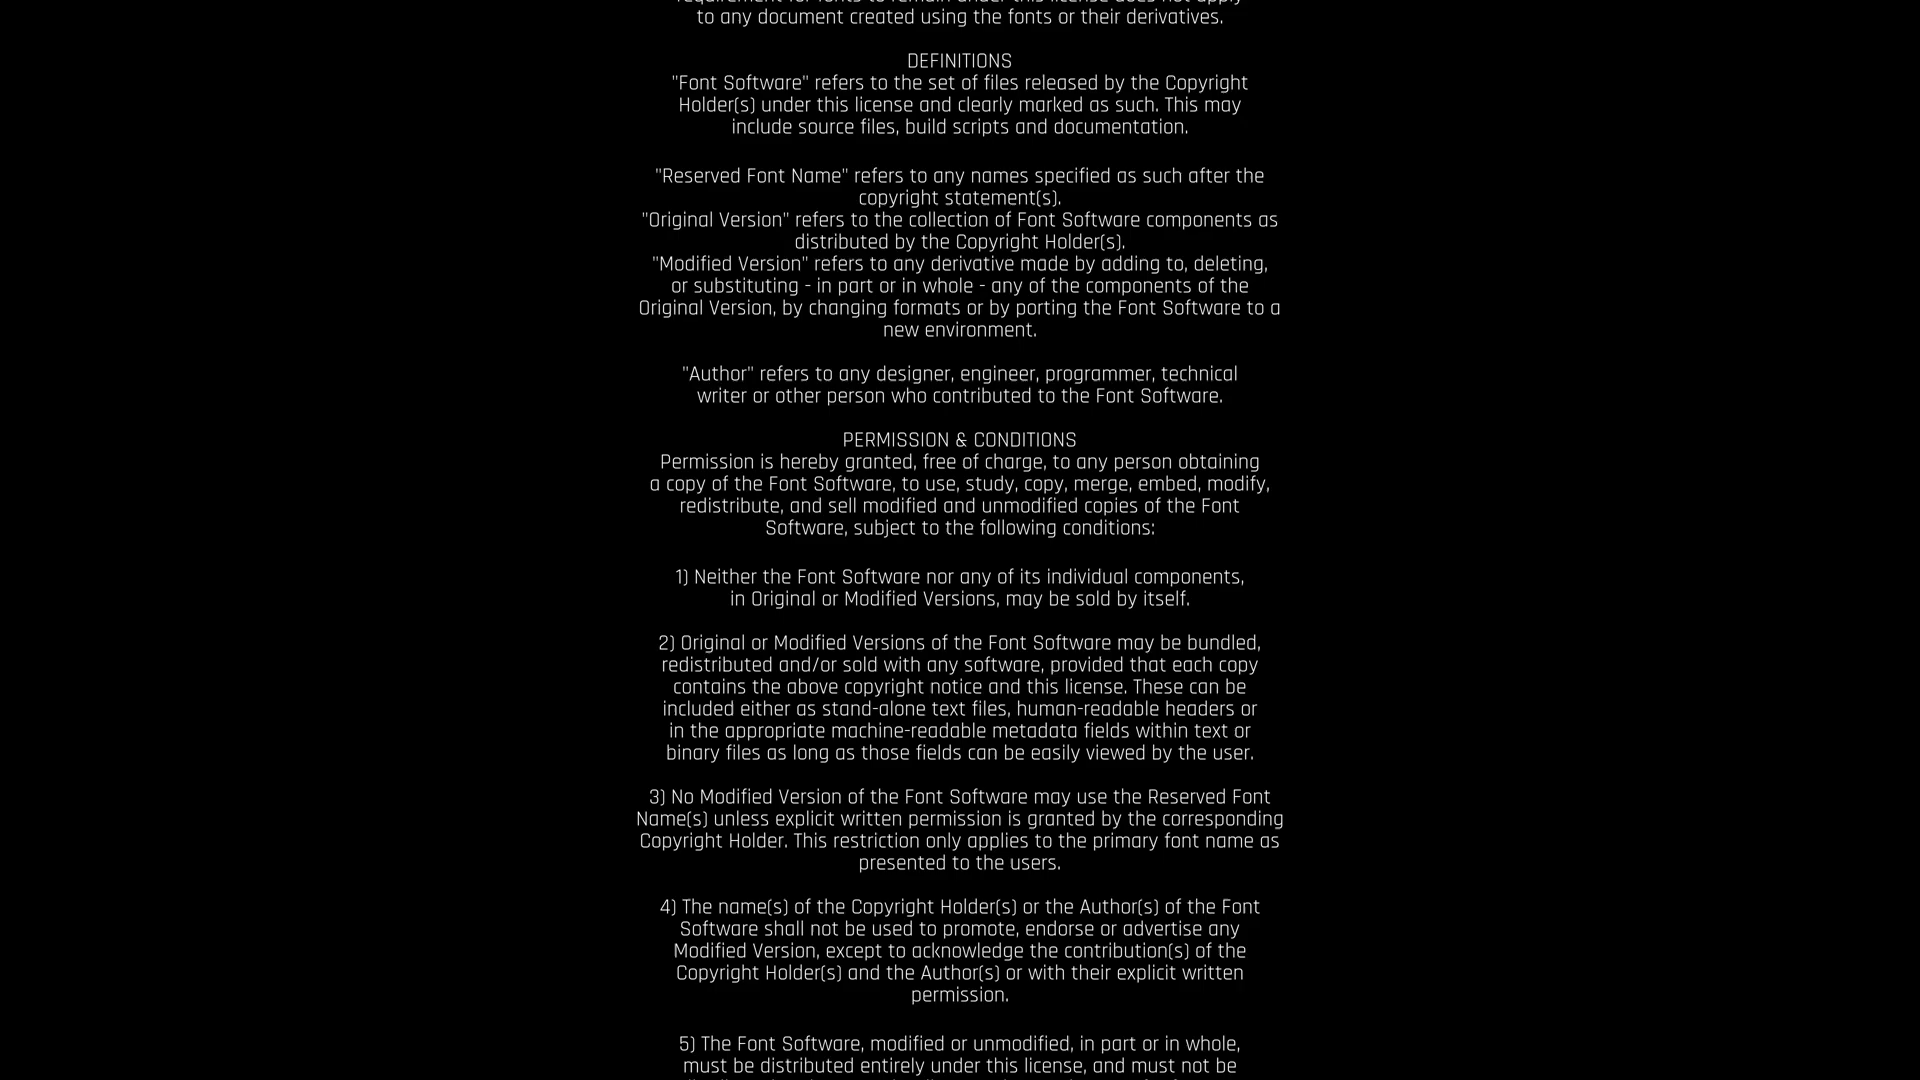 requirement for fonts to remain under this license does not apply
to any document created using the fonts or their derivatives.
DEFINITIONS
"Font Software" refers to the set of files released by the Copyright
Holder(s) under this license and clearly marked as such. This may
include source files, build scripts and documentation.
"Reserved Font Name" refers to any names specified as such after the
copyright statement(s).
"Original Version" refers to the collection of Font Software components as
distributed by the Copyright Holder(s).
"Modified Version" refers to any derivative made by adding to, deleting,
or substituting - in part or in whole - any of the components of the
Original Version, by changing formats or by porting the Font Software to a
new environment.
"Author" refers to any designer, engineer, programmer, technical
writer or other person who contributed to the Font Software.
PERMISSION & CONDITIONS
Permission is hereby granted, free of charge, to any person obtaining
a copy of the Font Software, to use, study, copy, merge, embed, modify,
redistribute, and sell modified and unmodified copies of the Font
Software, subject to the following conditions:
1) Neither the Font Software nor any of its individual components,
in Original or Modified Versions, may be sold by itself.
2) Original or Modified Versions of the Font Software may be bundled,
redistributed and/or sold with any software, provided that each copy
contains the above copyright notice and this license. These can be
included either as stand-alone text files, human-readable headers or
in the appropriate machine-readable metadata fields within text or
binary files as long as those fields can be easily viewed by the user.
3) No Modified Version of the Font Software may use the Reserved Font
Name(s) unless explicit written permission is granted by the corresponding
Copyright Holder. This restriction only applies to the primary font name as
presented to the users.
4) The name(s) of the Copyright Holder(s) or the Author(s) of the Font
Software shall not be used to promote, endorse or advertise any
Modified Version, except to acknowledge the contribution(s) of the
Copyright Holder(s) and the Author(s) or with their explicit written
permission.
5) The Font Software, modified or unmodified, in part or in whole,
must be distributed entirely under this license, and must not be